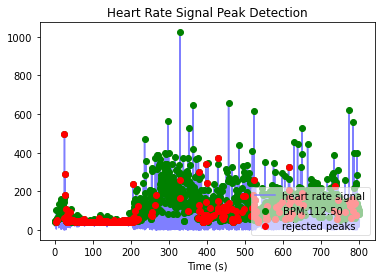 Heart Rate Signal Peak Detection
1000
800
600
400
200
0
heart rate signal
BPM:112.50
rejected peaks
0 100 200 300 400 500 600 700 800
Time (s)